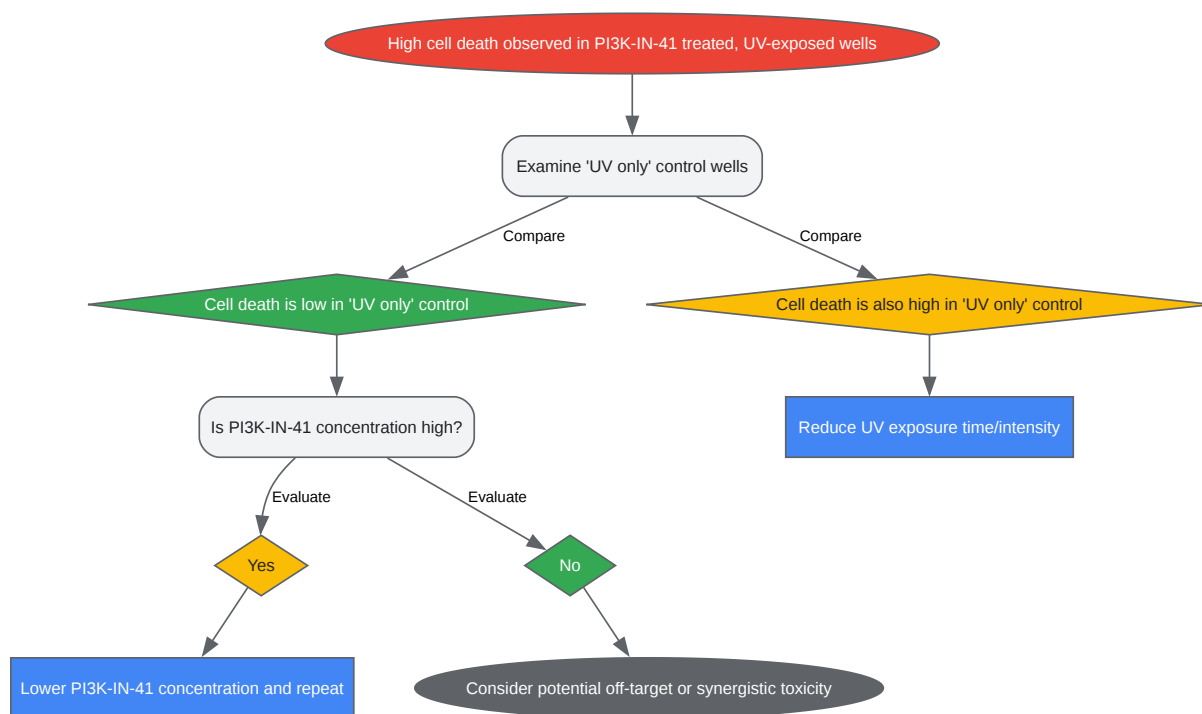 High cell death observed in PI3K-IN-41 treated, UV-exposed wells
Examine 'UV only' control wells
Compare
Compare
Cell death is low in 'UV only' control
Cell death is also high in 'UV only' control
Is PI3K-IN-41 concentration high?
Reduce UV exposure time/intensity
Evaluate
Evaluate
Yes
No
Lower PI3K-IN-41 concentration and repeat
Consider potential off-target or synergistic toxicity